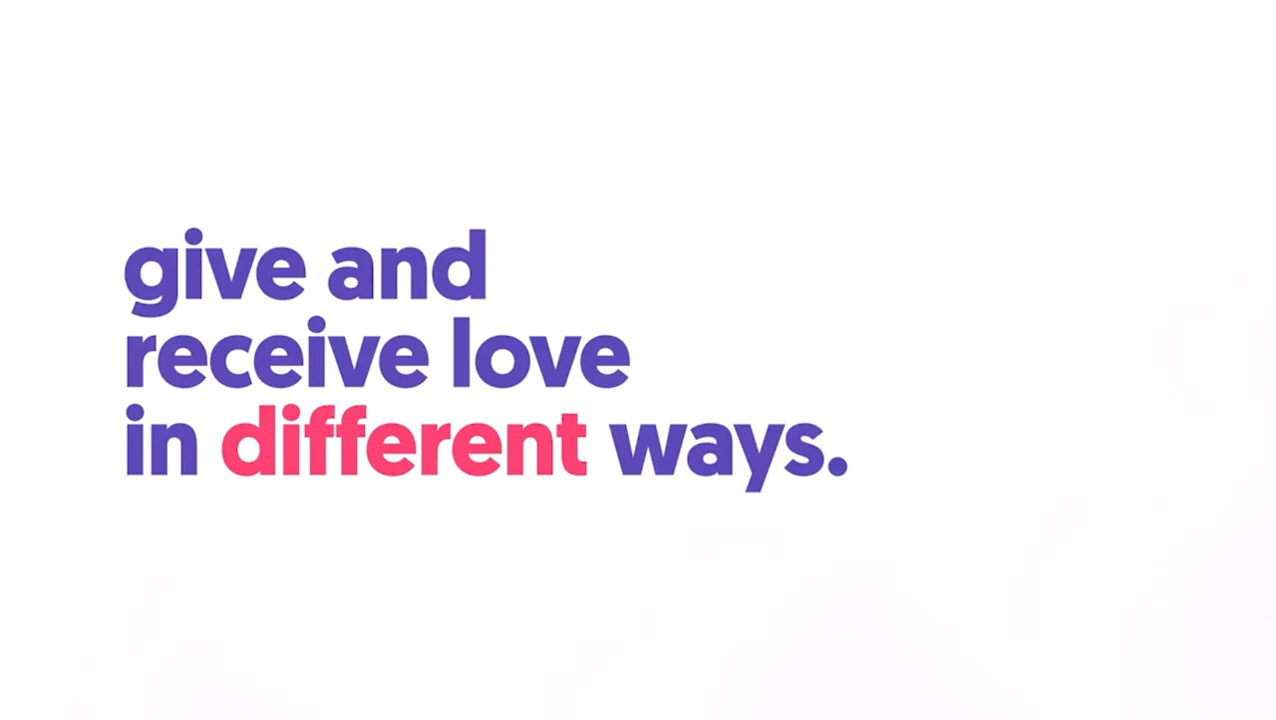 give and
receive love
in different ways.